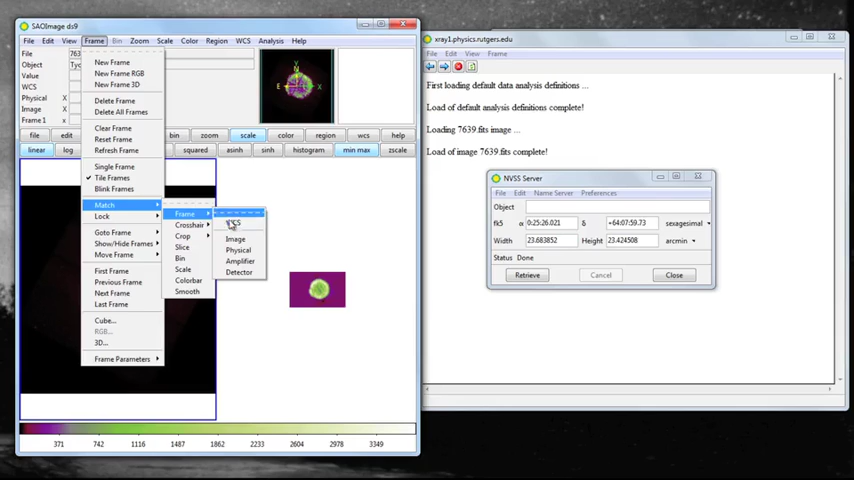 SAOImage ds9
File Edit View Frame Bin Zoom Scale Color Region WCS Analysis Help
File 763
Object Tyc
Value
WCS
Physical X
Image X
Frame 1 x
New Frame
New Frame RGB
New Frame 3D
Delete Frame
Delete All Frames
Clear Frame
Reset Frame
Refresh Frame
Single Frame
Tile Frames
Blink Frames
Match
Lock
Goto Frame
Show/Hide Frames
Move Frame
First Frame
Previous Frame
Next Frame
Last Frame
Cube...
RGB...
3D...
Frame Parameters
Frame
Crosshair
Crop
Slice
Bin
Scale
Colorbar
Smooth
WCS
Image
Physical
Amplifier
Detector
Y
E X
file edit bin zoom scale color region wcs help
linear log squared asinh sinh histogram min max zscale
371 742 1116 1487 1862 2233 2604 2978 3349
xray1.physics.rutgers.edu
File Edit View Frame
First loading default data analysis definitions ...
Load of default analysis definitions complete!
Loading 7639.fits image ...
Load of image 7639.fits complete!
NVSS Server
File Edit Name Server Preferences
Object
fk5 α 0:25:26.031 δ +64:07:59.73 sexagesimal
Width 23.683852 Height 23.424508 arcmin
Status Done
Retrieve Cancel Close